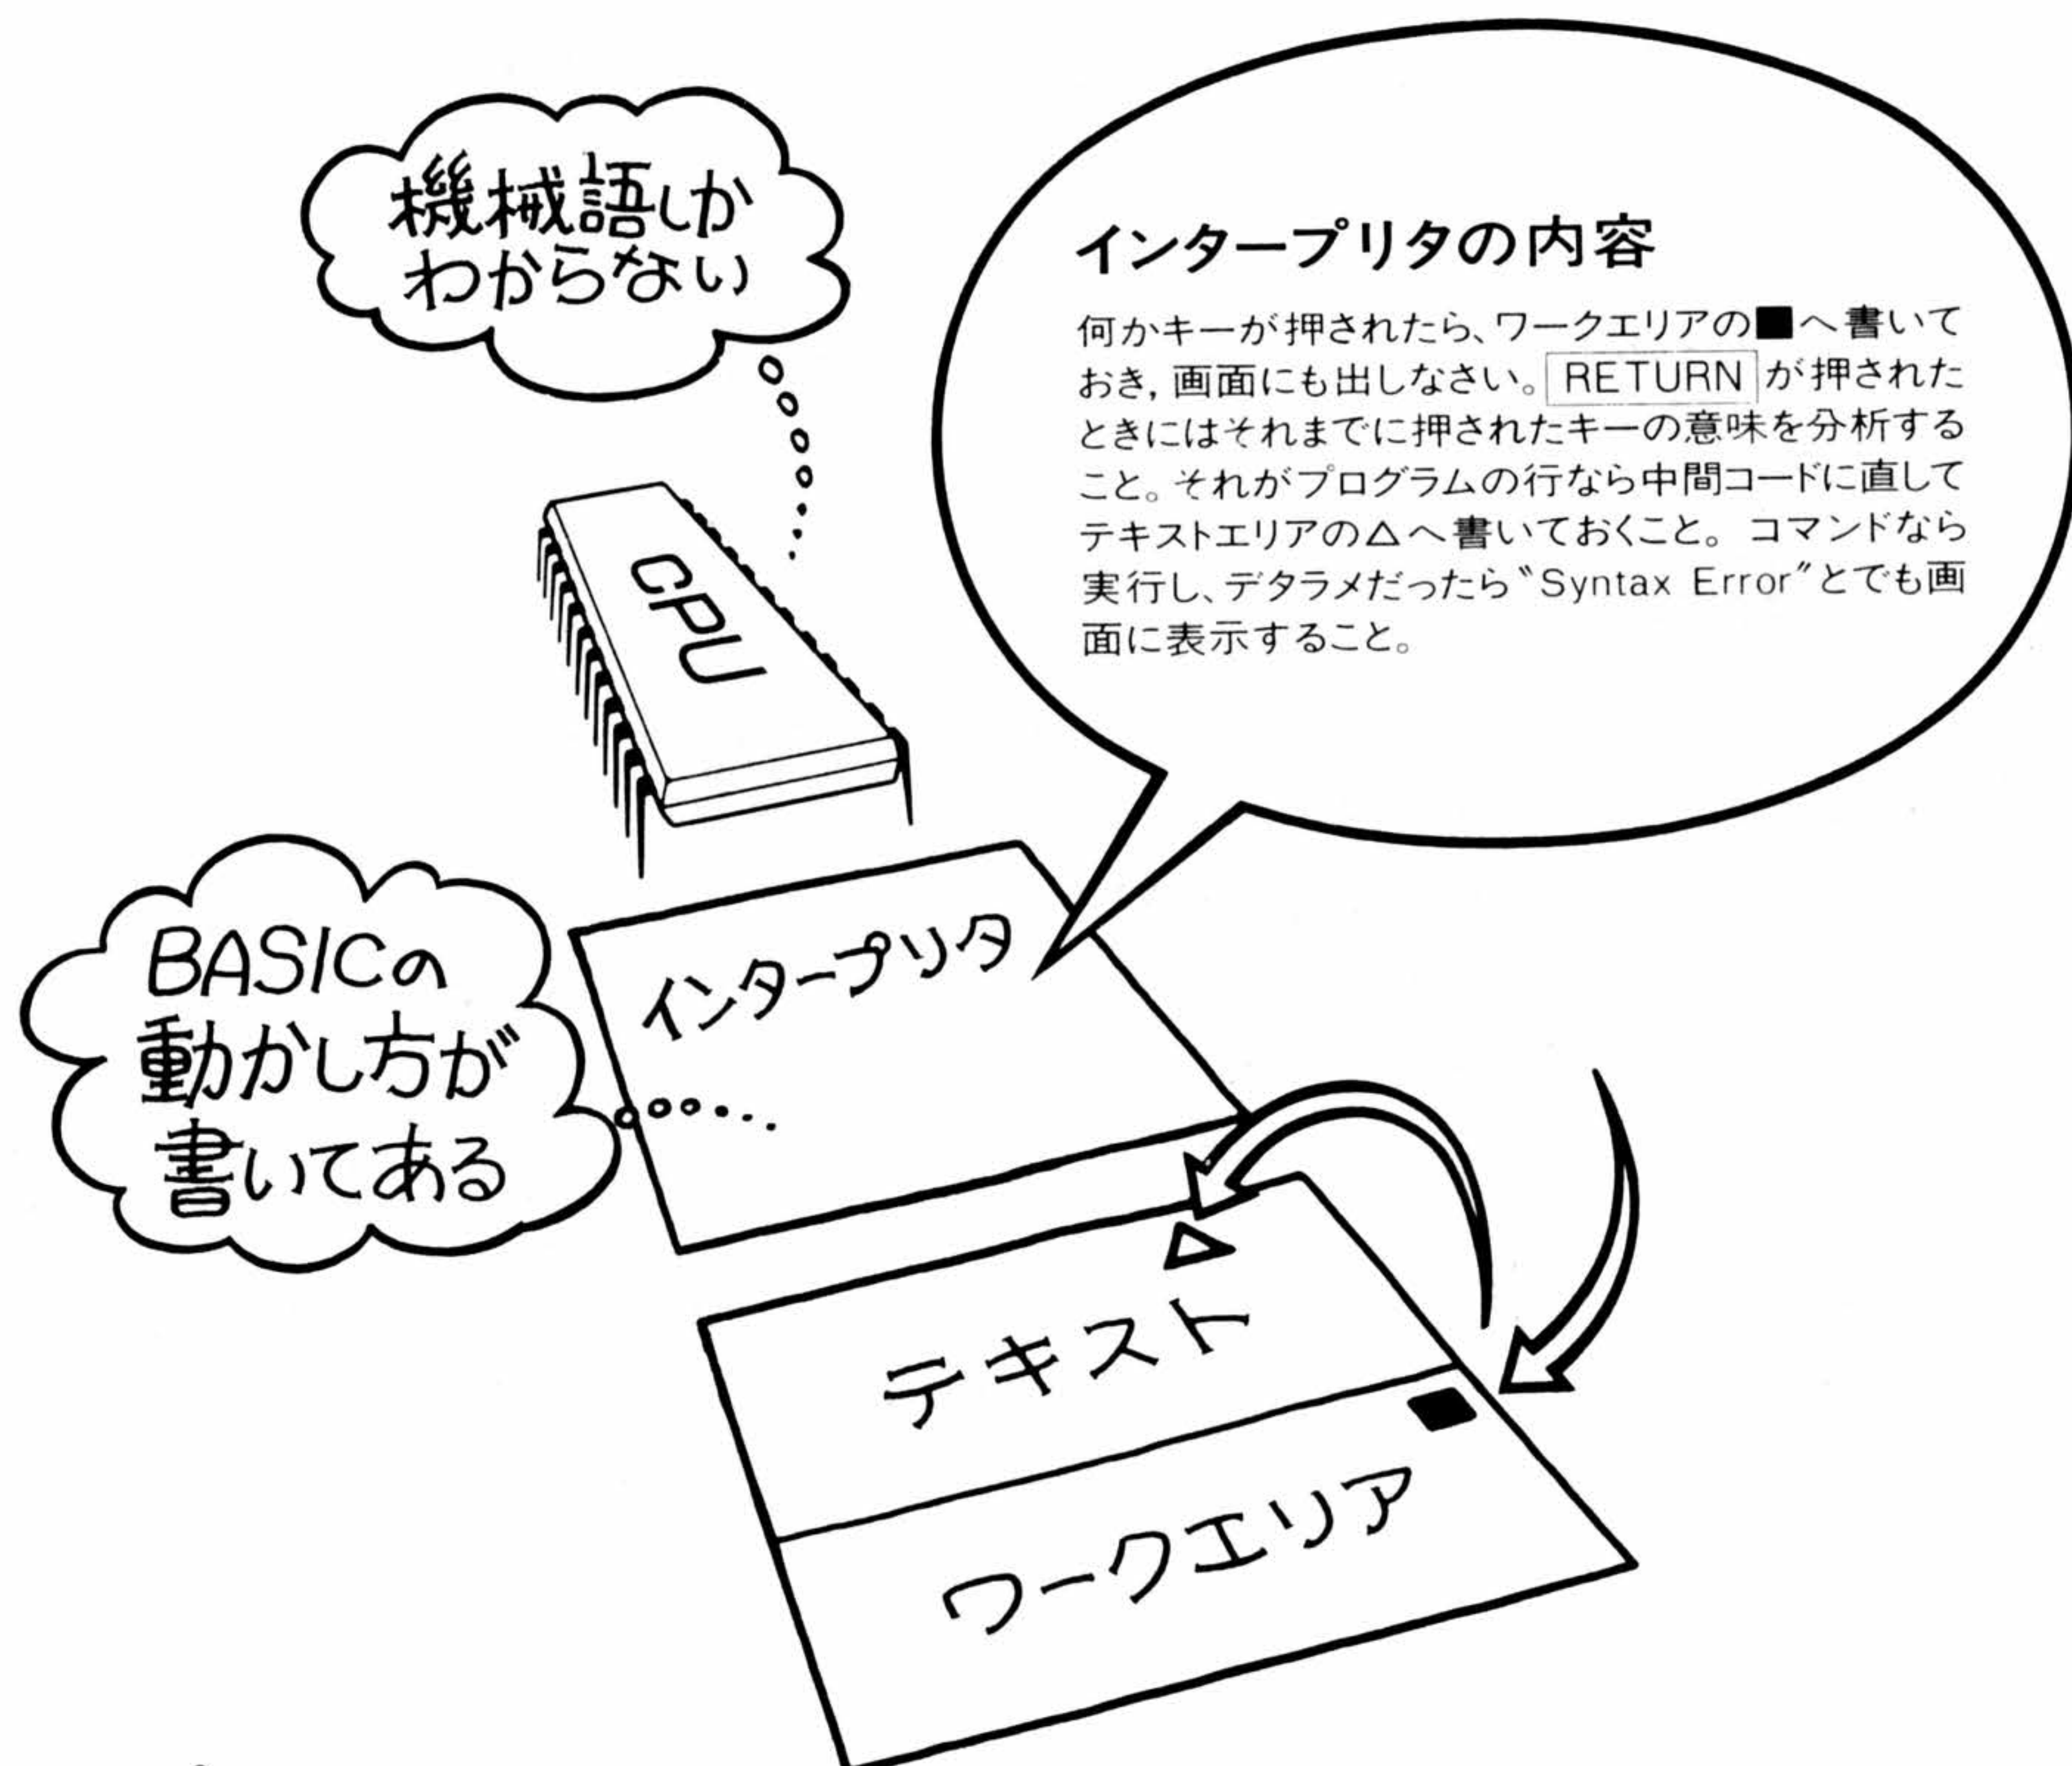 機械語しか
わからない
インタープリタの内容
何かキーが押されたら、ワークエリアの■へ書いて
おき,画面にも出しなさい。RETURNが押された
ときにはそれまでに押されたキーの意味を分析する
こと。それがプログラムの行なら中間コードに直して
テキストエリアの△へ書いておくこと。コマンドなら
実行し、デタラメだったら〝Syntax Error〞とでも画
面に表示すること。
CPU
BASICの
動かし方が
書いてある
インタープリタ
テキスト
ワークエリア